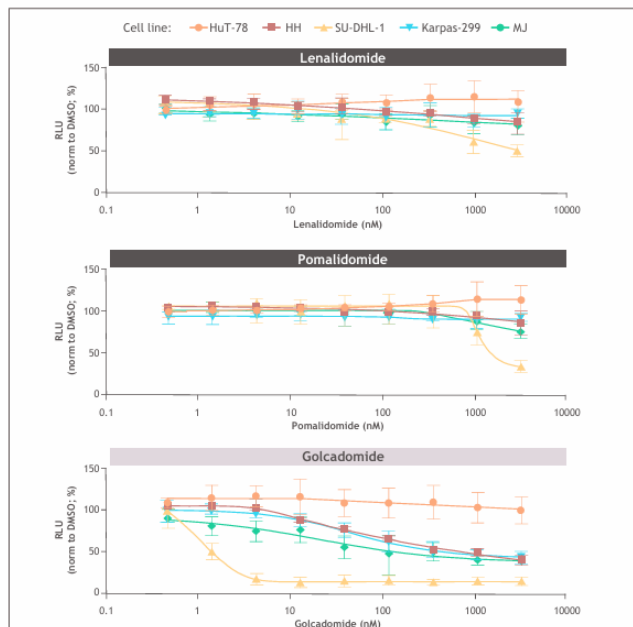 Cell line: HuT-78 HH SU-DHL-1 Karpas-299 MJ
Lenalidomide
150
100
50
0
RLU
(norm to DMSO; %)
0.1 1 10 100 1000 10000
Lenalidomide (nM)
Pomalidomide
150
100
50
0
RLU
(norm to DMSO; %)
0.1 1 10 100 1000 10000
Pomalidomide (nM)
Golcadomide
150
100
50
0
RLU
(norm to DMSO; %)
0.1 1 10 100 1000 10000
Golcadomide (nM)